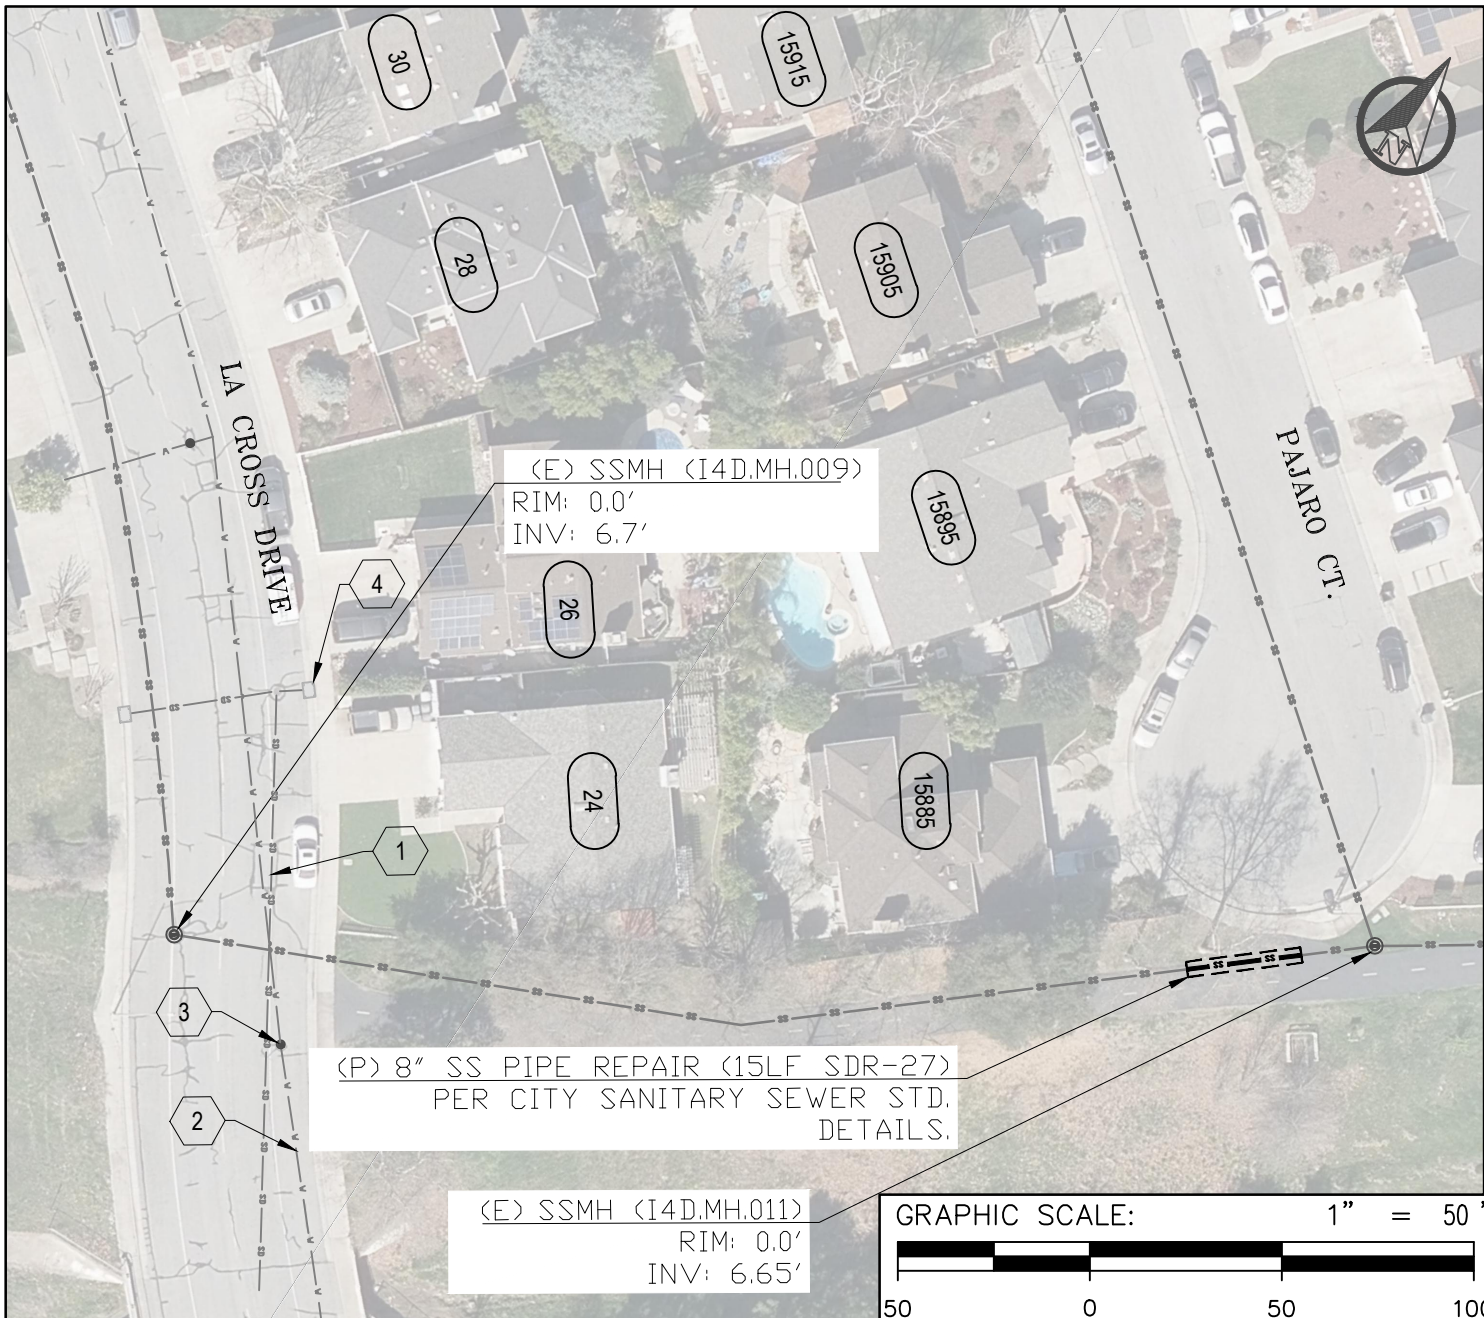 30
15915
N
28
15905
LA CROSS DRIVE
PAJARO CT.
(E) SSMH (I4D.MH.009)
RIM: 0.0'
INV: 6.7'
15895
4
26
24
15885
1
3
2
(P) 8" SS PIPE REPAIR (15LF SDR-27)
PER CITY SANITARY SEWER STD.
DETAILS.
(E) SSMH (I4D.MH.011)
RIM: 0.0'
INV: 6.65'
GRAPHIC SCALE: 1" = 50'
50 0 50 100
SS
SD
W